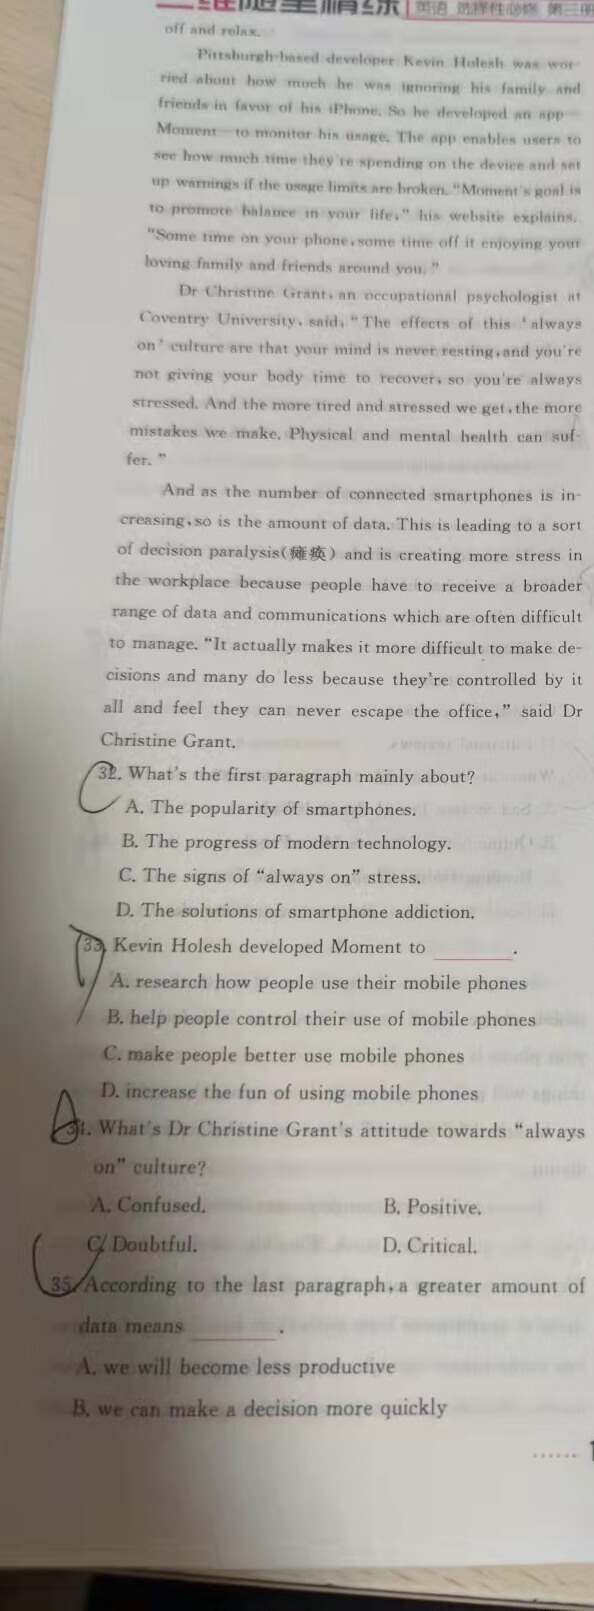 二维随堂精练 英语 选择性必修 第三册
off and relax.
Pittsburgh-based developer Kevin Holesh was wor-
ried about how much he was ignoring his family and
friends in favor of his iPhone. So he developed an app—
Moment—to monitor his usage. The app enables users to
see how much time they're spending on the device and set
up warnings if the usage limits are broken. "Moment's goal is
to promote balance in your life," his website explains.
"Some time on your phone, some time off it enjoying your
loving family and friends around you."
Dr Christine Grant, an occupational psychologist at
Coventry University, said, "The effects of this 'always
on' culture are that your mind is never resting, and you're
not giving your body time to recover, so you're always
stressed. And the more tired and stressed we get, the more
mistakes we make. Physical and mental health can suf-
fer."
And as the number of connected smartphones is in-
creasing, so is the amount of data. This is leading to a sort
of decision paralysis(瘫痪) and is creating more stress in
the workplace because people have to receive a broader
range of data and communications which are often difficult
to manage. "It actually makes it more difficult to make de-
cisions and many do less because they're controlled by it
all and feel they can never escape the office," said Dr
Christine Grant.
32. What's the first paragraph mainly about?
A. The popularity of smartphones.
B. The progress of modern technology.
C. The signs of "always on" stress.
D. The solutions of smartphone addiction.
33. Kevin Holesh developed Moment to ______.
A. research how people use their mobile phones
B. help people control their use of mobile phones
C. make people better use mobile phones
D. increase the fun of using mobile phones
34. What's Dr Christine Grant's attitude towards "always
on" culture?
A. Confused. B. Positive.
C. Doubtful. D. Critical.
35. According to the last paragraph, a greater amount of
data means ______.
A. we will become less productive
B. we can make a decision more quickly